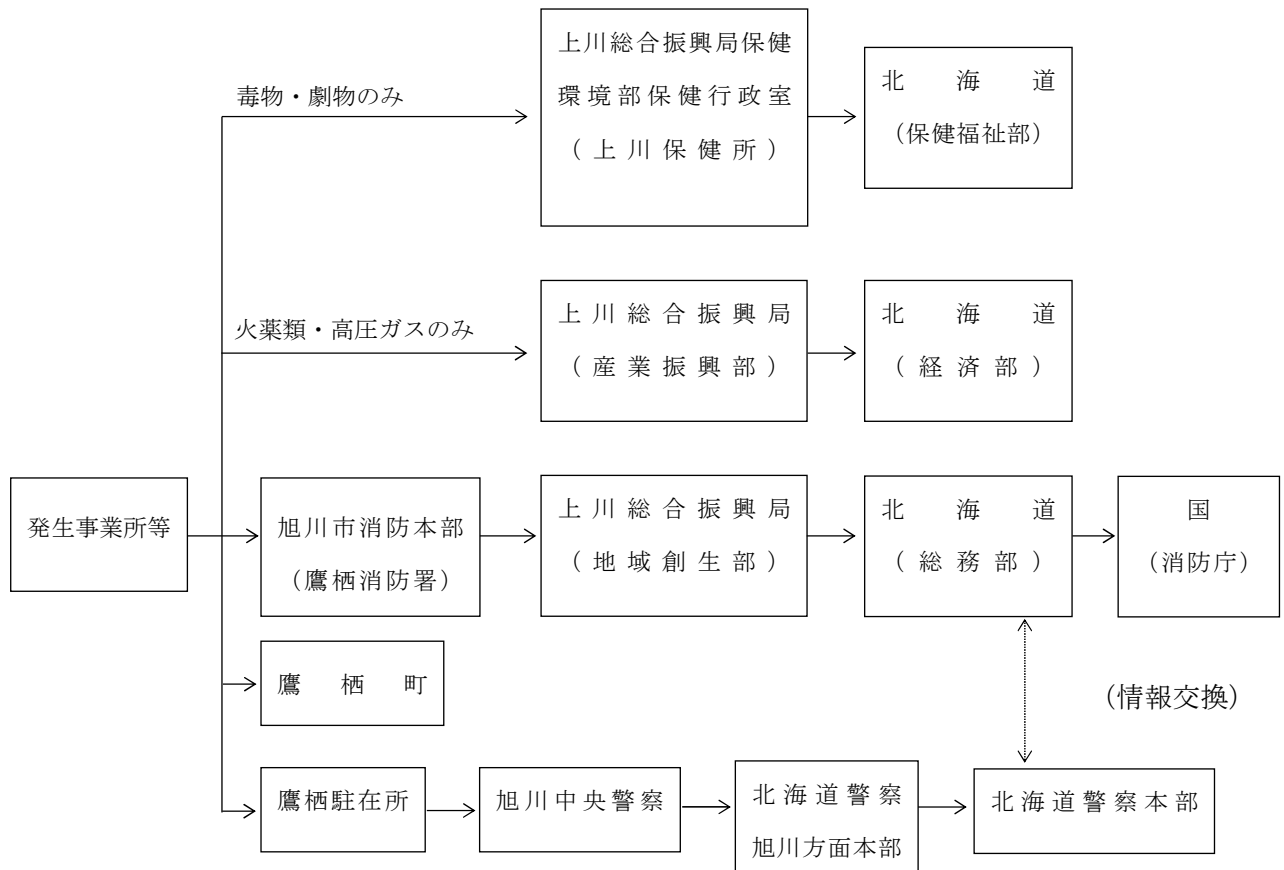 毒物・劇物のみ
上川総合振興局保健
環境部保健行政室
（上川保健所）
北海道
（保健福祉部）
火薬類・高圧ガスのみ
上川総合振興局
（産業振興部）
北海道
（経済部）
発生事業所等
旭川市消防本部
（鷹栖消防署）
上川総合振興局
（地域創生部）
北海道
（総務部）
国
（消防庁）
鷹栖町
（情報交換）
鷹栖駐在所
旭川中央警察
北海道警察
旭川方面本部
北海道警察本部